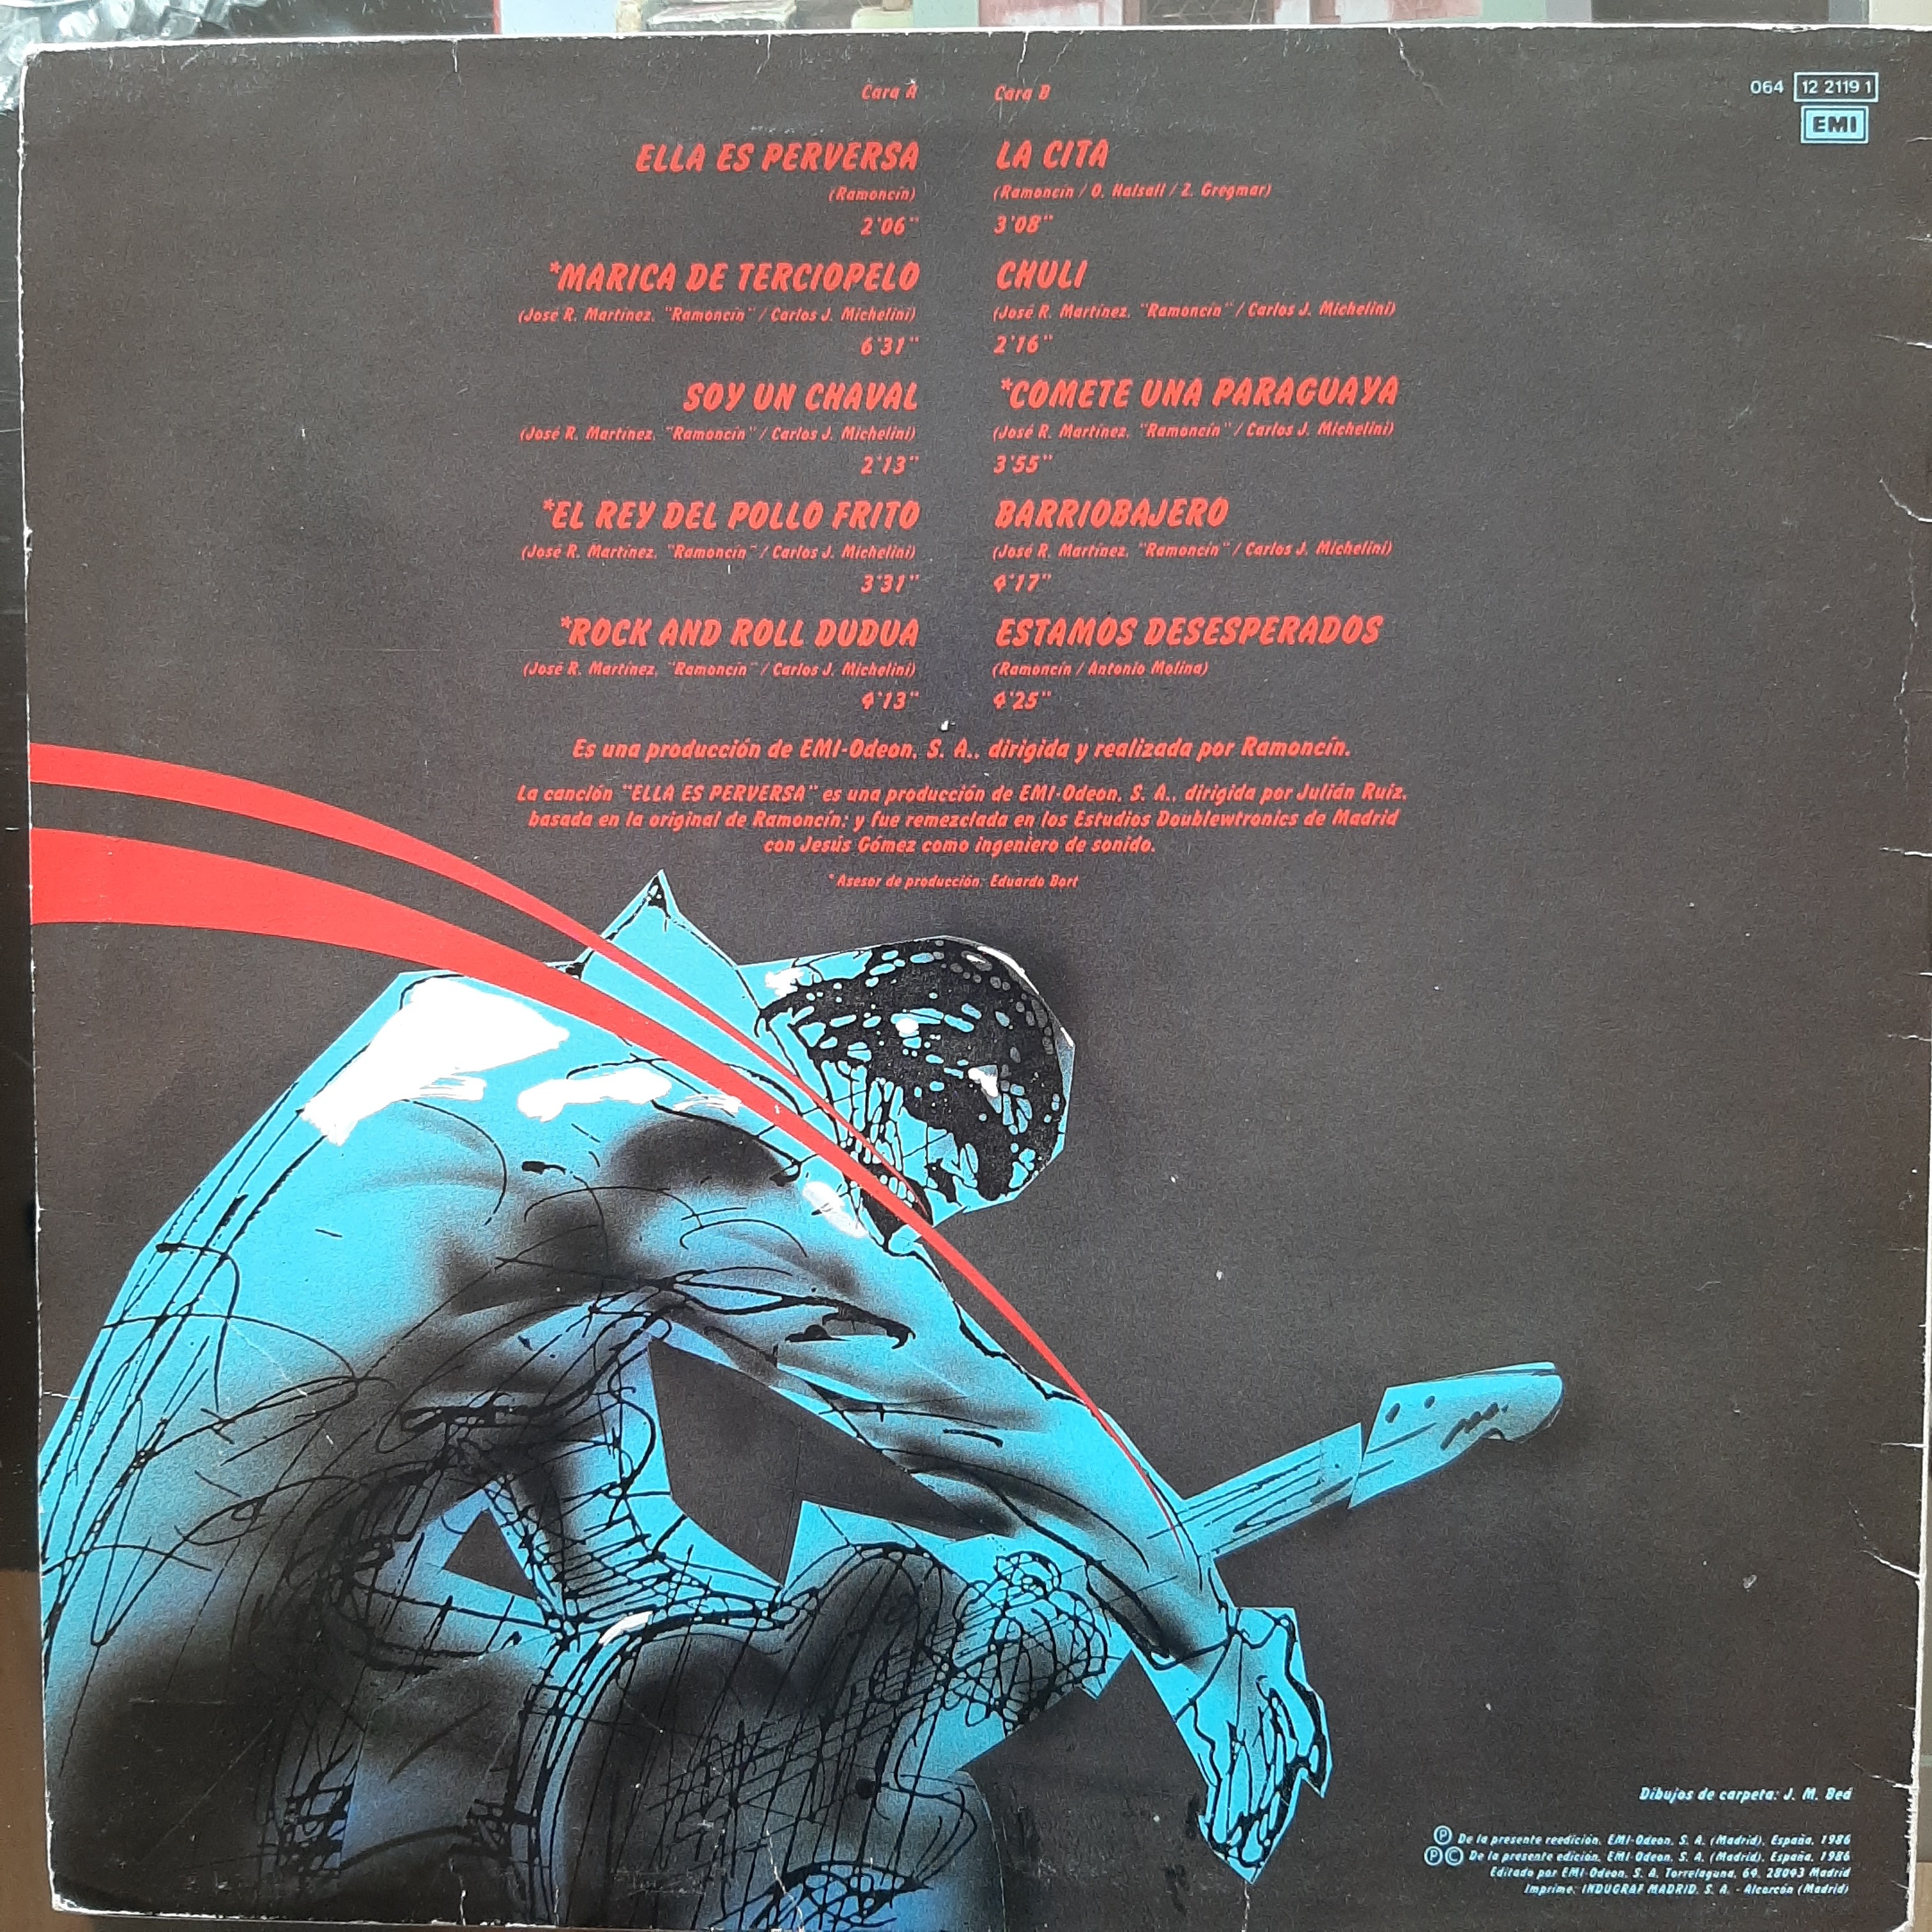 Cara A
ELLA ES PERVERSA
(Ramoncín)
2'06"
*MARICA DE TERCIOPELO
(José R. Martínez, "Ramoncín" / Carlos J. Michelini)
6'31"
SOY UN CHAVAL
(José R. Martínez, "Ramoncín" / Carlos J. Michelini)
2'13"
*EL REY DEL POLLO FRITO
(José R. Martínez, "Ramoncín" / Carlos J. Michelini)
3'31"
*ROCK AND ROLL DUDUA
(José R. Martínez, "Ramoncín" / Carlos J. Michelini)
4'13"
Cara B
LA CITA
(Ramoncín / O. Halsall / Z. Gregmar)
3'08"
CHULI
(José R. Martínez, "Ramoncín" / Carlos J. Michelini)
2'16"
*COMETE UNA PARAGUAYA
(José R. Martínez, "Ramoncín" / Carlos J. Michelini)
3'55"
BARRIOBAJERO
(José R. Martínez, "Ramoncín" / Carlos J. Michelini)
4'17"
ESTAMOS DESESPERADOS
(Ramoncín / Antonio Molina)
4'25"
064 12 2119 1
EMI
Es una producción de EMI-Odeon, S. A., dirigida y realizada por Ramoncín.
La canción "ELLA ES PERVERSA" es una producción de EMI-Odeon, S. A., dirigida por Julián Ruiz,
basada en la original de Ramoncín; y fue remezclada en los Estudios Doublewtronics de Madrid
con Jesús Gómez como ingeniero de sonido.
* Asesor de producción: Eduardo Bort
Dibujos de carpeta: J. M. Bed
Ⓟ De la presente reedición, EMI-Odeon, S. A. (Madrid), España, 1986
Ⓟ Ⓒ De la presente edición, EMI-Odeon, S. A. (Madrid), España, 1986
Editado por EMI-Odeon, S. A. Torrelaguna, 64. 28043 Madrid
Imprime: INDUGRAF MADRID, S. A. - Alcorcón (Madrid)